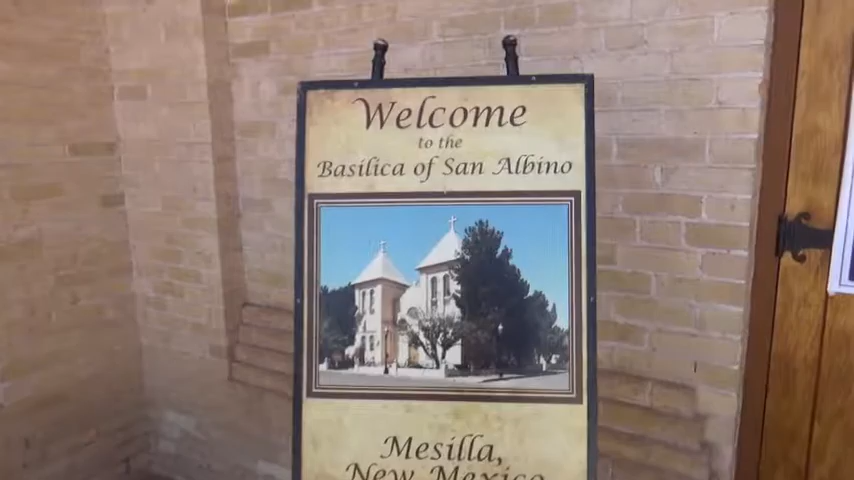 Welcome
to the
Basilica of San Albino
Mesilla,
New Mexico